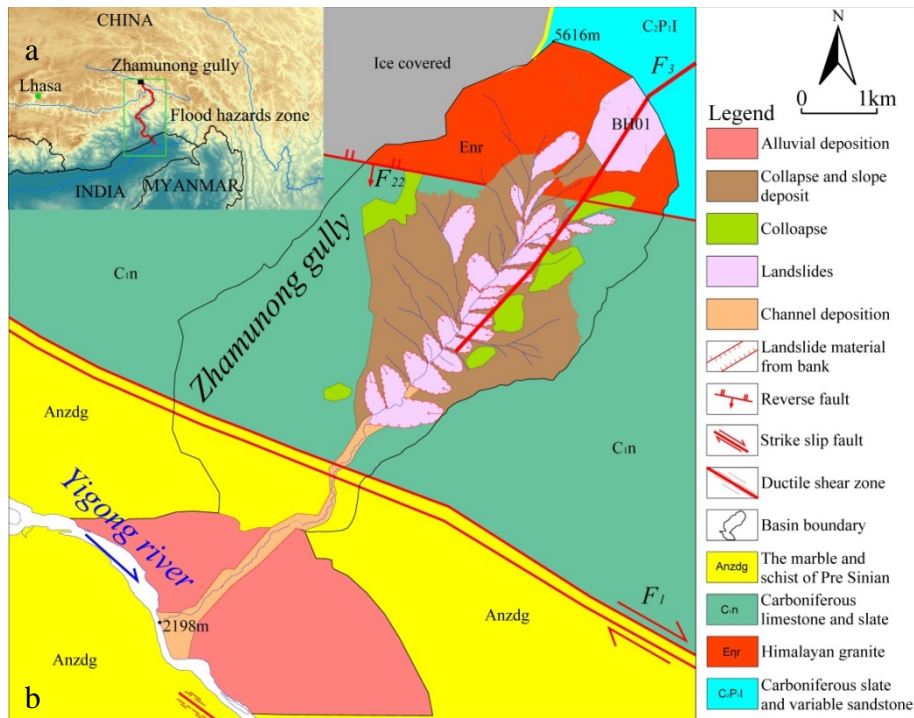 a
CHINA
Zhamunong gully
Lhasa
Flood hazards zone
INDIA
MYANMAR
Ice covered
5616m
C₂P₁l
F₃
BH01
Enr
F₂₂
C₁n
Zhamunong gully
Anzdg
C₁n
Yigong river
F₁
2198m
Anzdg
Anzdg
b
N
0 1km
Legend
Alluvial deposition
Collapse and slope
deposit
Colloapse
Landslides
Channel deposition
Landslide material
from bank
Reverse fault
Strike slip fault
Ductile shear zone
Basin boundary
Anzdg
The marble and
schist of Pre Sinian
C₁n
Carboniferous
limestone and slate
Eηr
Himalayan granite
C₂P₁l
Carboniferous slate
and variable sandstone